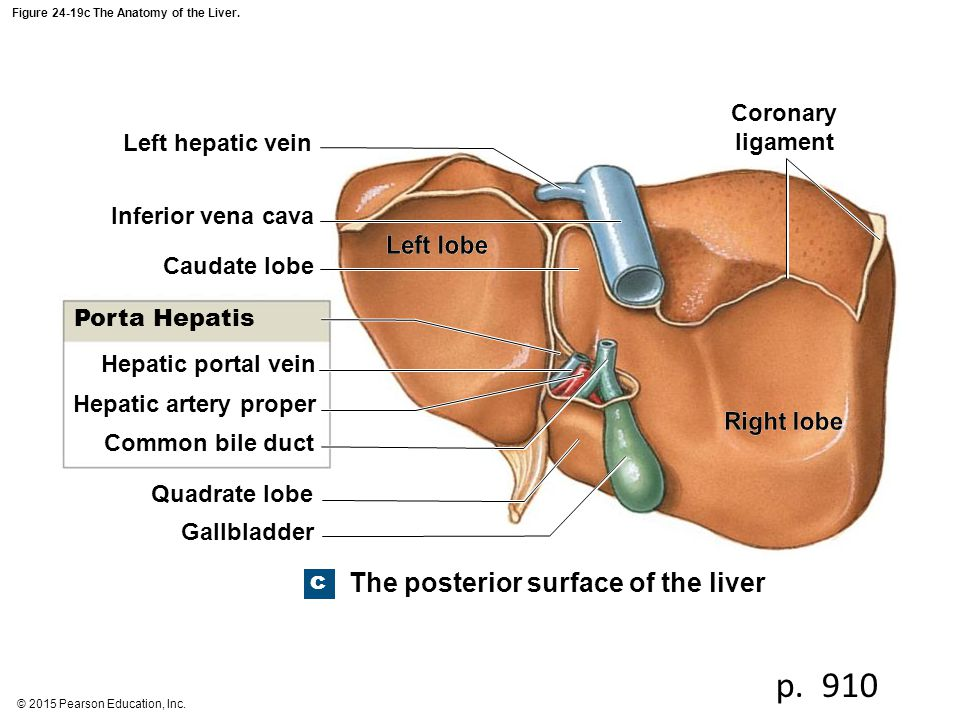 Figure 24-19c The Anatomy of the Liver.
Coronary
ligament
Left hepatic vein
Inferior vena cava
Left lobe
Caudate lobe
Porta Hepatis
Hepatic portal vein
Hepatic artery proper
Right lobe
Common bile duct
Quadrate lobe
Gallbladder
C The posterior surface of the liver
p. 910
© 2015 Pearson Education, Inc.